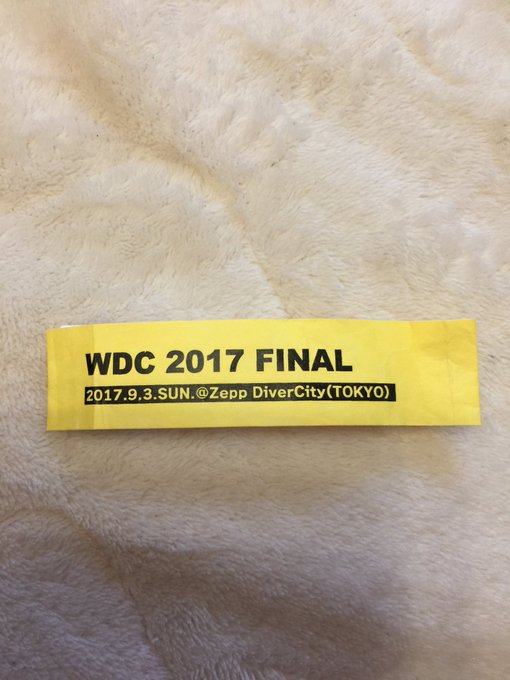 WDC 2017 FINAL
2017.9.3.SUN.@Zepp DiverCity(TOKYO)